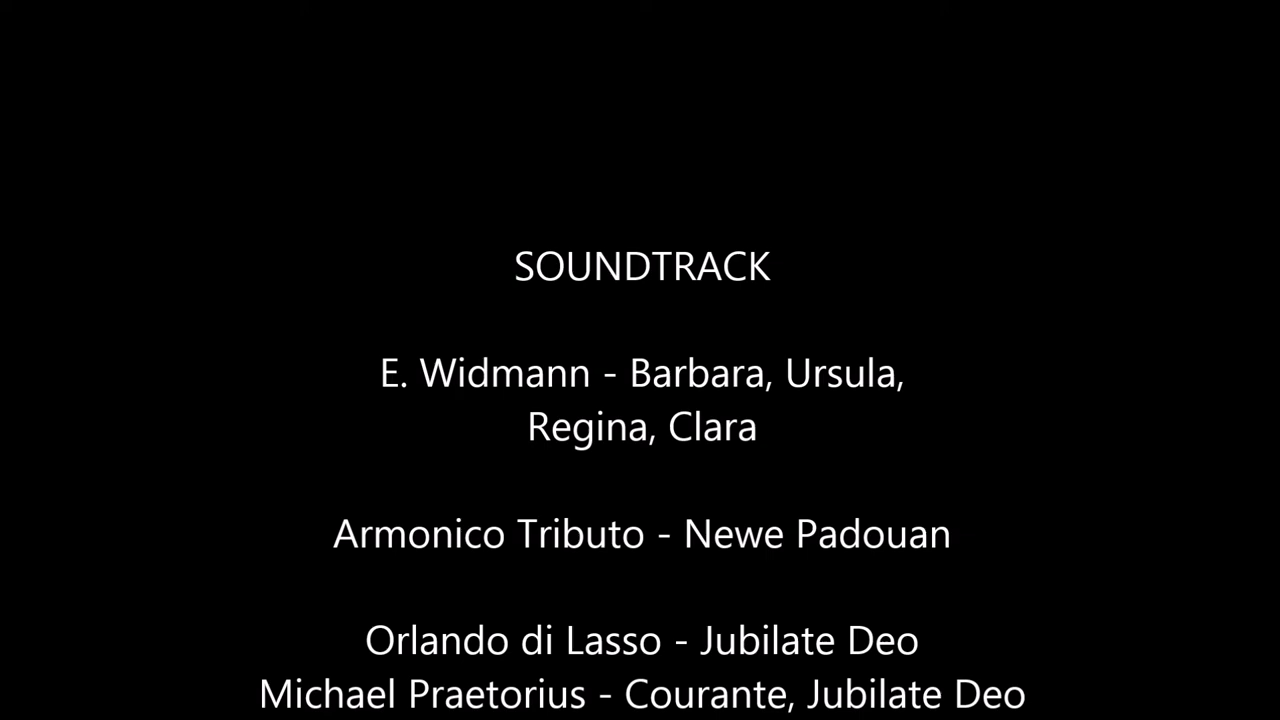 SOUNDTRACK
E. Widmann - Barbara, Ursula,
Regina, Clara
Armonico Tributo - Newe Padouan
Orlando di Lasso - Jubilate Deo
Michael Praetorius - Courante, Jubilate Deo